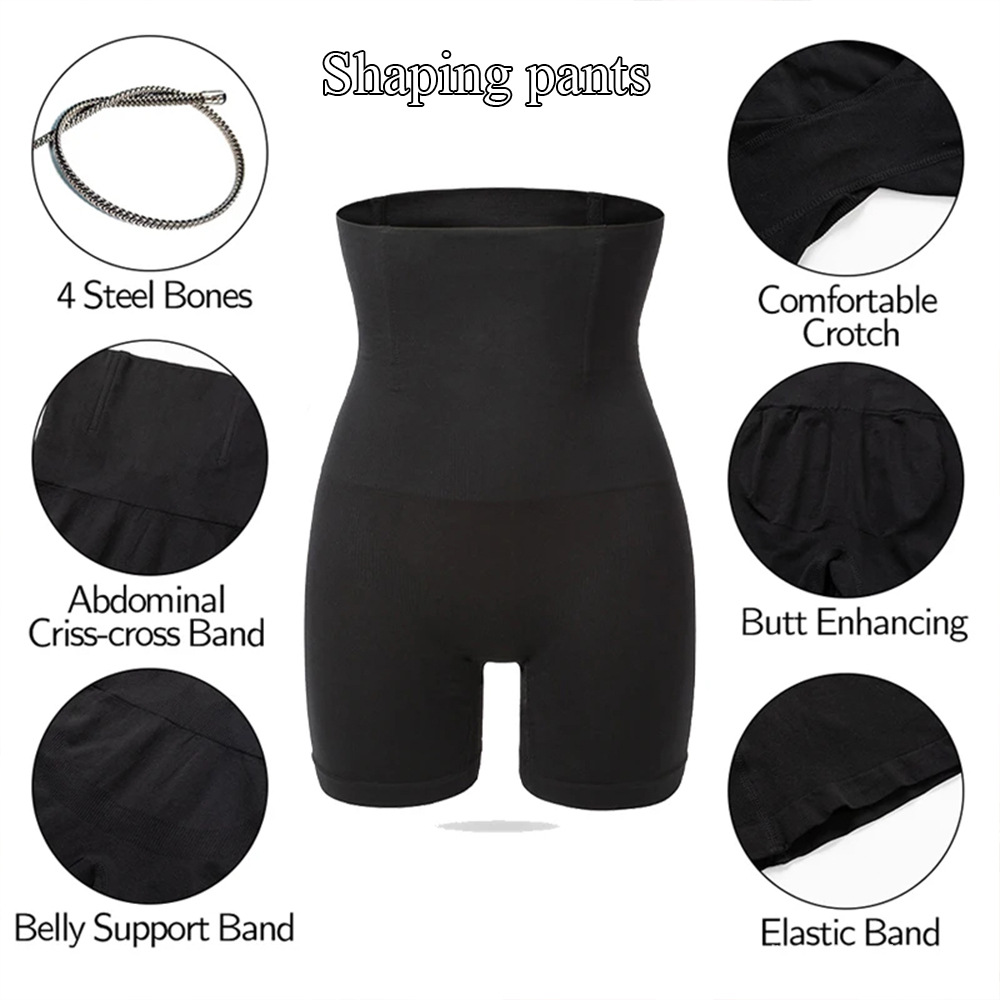 Shaping pants
4 Steel Bones
Comfortable
Crotch
Abdominal
Criss-cross Band
Butt Enhancing
Belly Support Band
Elastic Band